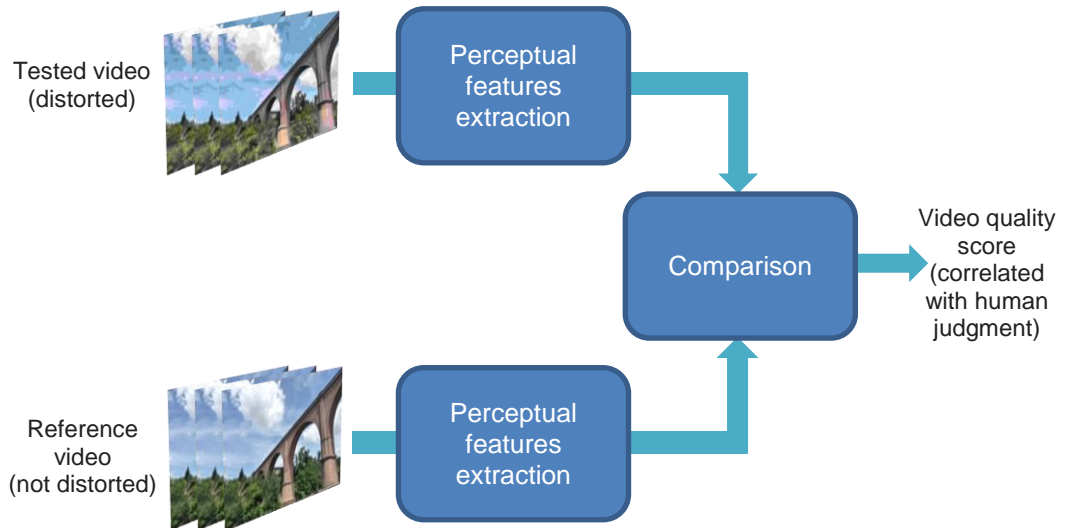 Tested video
(distorted)
Perceptual
features
extraction
Comparison
Video quality
score
(correlated
with human
judgment)
Reference
video
(not distorted)
Perceptual
features
extraction